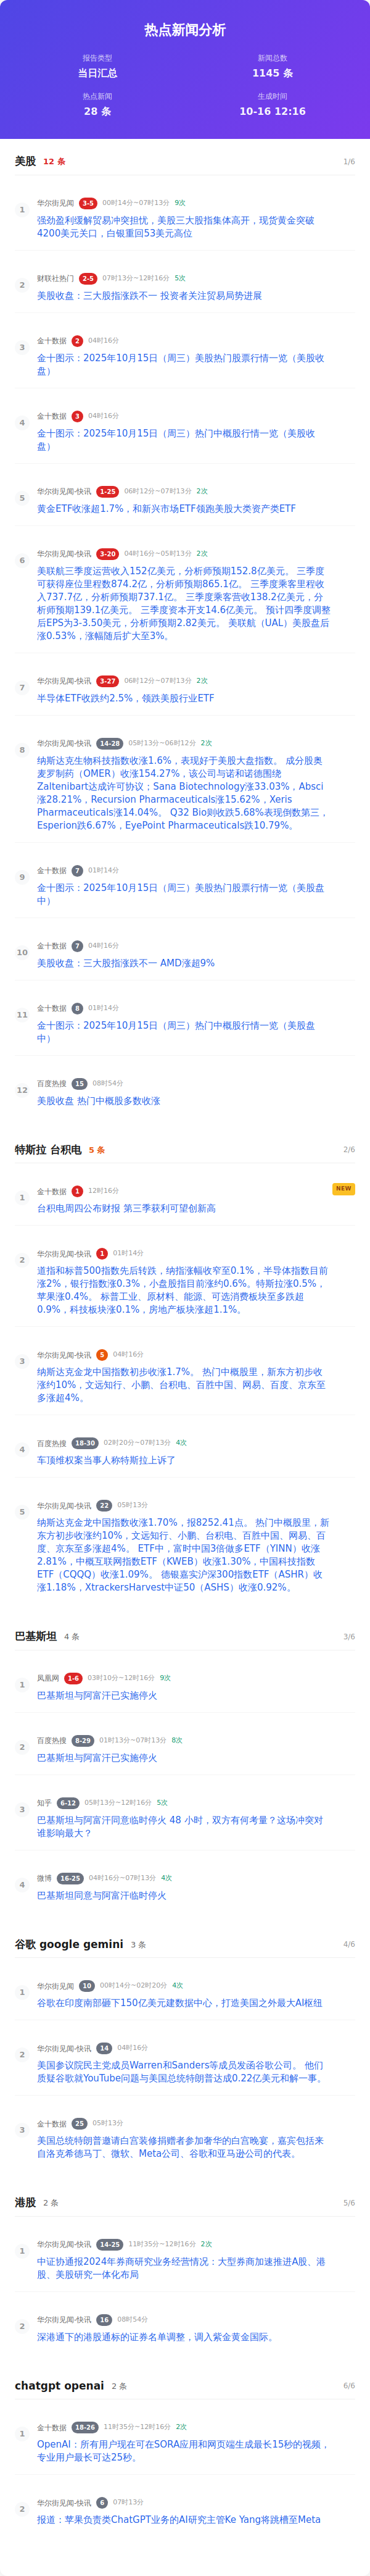 热点新闻分析
报告类型
新闻总数
当日汇总
1145 条
热点新闻
生成时间
28 条
10-16 12:16
美股 12 条 1/6
1 华尔街见闻 3-5 00时14分~07时13分 9次
强劲盈利缓解贸易冲突担忧，美股三大股指集体高开，现货黄金突破
4200美元关口，白银重回53美元高位
2 财联社热门 2-5 07时13分~12时16分 5次
美股收盘：三大股指涨跌不一 投资者关注贸易局势进展
3 金十数据 2 04时16分
金十图示：2025年10月15日（周三）美股热门股票行情一览（美股收
盘）
4 金十数据 3 04时16分
金十图示：2025年10月15日（周三）热门中概股行情一览（美股收
盘）
5 华尔街见闻-快讯 1-25 06时12分~07时13分 2次
黄金ETF收涨超1.7%，和新兴市场ETF领跑美股大类资产类ETF
6 华尔街见闻-快讯 3-20 04时16分~05时13分 2次
美联航三季度运营收入152亿美元，分析师预期152.8亿美元。 三季度
可获得座位里程数874.2亿，分析师预期865.1亿。 三季度乘客里程收
入737.7亿，分析师预期737.1亿。 三季度乘客营收138.2亿美元，分
析师预期139.1亿美元。 三季度资本开支14.6亿美元。 预计四季度调整
后EPS为3-3.50美元，分析师预期2.82美元。 美联航（UAL）美股盘后
涨0.53%，涨幅随后扩大至3%。
7 华尔街见闻-快讯 3-27 06时12分~07时13分 2次
半导体ETF收跌约2.5%，领跌美股行业ETF
8 华尔街见闻-快讯 14-28 05时13分~06时12分 2次
纳斯达克生物科技指数收涨1.6%，表现好于美股大盘指数。 成分股奥
麦罗制药（OMER）收涨154.27%，该公司与诺和诺德围绕
Zaltenibart达成许可协议；Sana Biotechnology涨33.03%，Absci
涨28.21%，Recursion Pharmaceuticals涨15.62%，Xeris
Pharmaceuticals涨14.04%。 Q32 Bio则收跌5.68%表现倒数第三，
Esperion跌6.67%，EyePoint Pharmaceuticals跌10.79%。
9 金十数据 7 01时14分
金十图示：2025年10月15日（周三）美股热门股票行情一览（美股盘
中）
10 金十数据 7 04时16分
美股收盘：三大股指涨跌不一 AMD涨超9%
11 金十数据 8 01时14分
金十图示：2025年10月15日（周三）热门中概股行情一览（美股盘
中）
12 百度热搜 15 08时54分
美股收盘 热门中概股多数收涨
特斯拉 台积电 5 条 2/6
1 金十数据 1 12时16分 NEW
台积电周四公布财报 第三季获利可望创新高
2 华尔街见闻-快讯 1 01时14分
道指和标普500指数先后转跌，纳指涨幅收窄至0.1%，半导体指数目前
涨2%，银行指数涨0.3%，小盘股指目前涨约0.6%。特斯拉涨0.5%，
苹果涨0.4%。 标普工业、原材料、能源、可选消费板块至多跌超
0.9%，科技板块涨0.1%，房地产板块涨超1.1%。
3 华尔街见闻-快讯 5 04时16分
纳斯达克金龙中国指数初步收涨1.7%。 热门中概股里，新东方初步收
涨约10%，文远知行、小鹏、台积电、百胜中国、网易、百度、京东至
多涨超4%。
4 百度热搜 18-30 02时20分~07时13分 4次
车顶维权案当事人称特斯拉上诉了
5 华尔街见闻-快讯 22 05时13分
纳斯达克金龙中国指数收涨1.70%，报8252.41点。 热门中概股里，新
东方初步收涨约10%，文远知行、小鹏、台积电、百胜中国、网易、百
度、京东至多涨超4%。 ETF中，富时中国3倍做多ETF（YINN）收涨
2.81%，中概互联网指数ETF（KWEB）收涨1.30%，中国科技指数
ETF（CQQQ）收涨1.09%。 德银嘉实沪深300指数ETF（ASHR）收
涨1.18%，XtrackersHarvest中证50（ASHS）收涨0.92%。
巴基斯坦 4 条 3/6
1 凤凰网 1-6 03时10分~12时16分 9次
巴基斯坦与阿富汗已实施停火
2 百度热搜 8-29 01时13分~07时13分 8次
巴基斯坦与阿富汗已实施停火
3 知乎 6-12 05时13分~12时16分 5次
巴基斯坦与阿富汗同意临时停火 48 小时，双方有何考量？这场冲突对
谁影响最大？
4 微博 16-25 04时16分~07时13分 4次
巴基斯坦同意与阿富汗临时停火
谷歌 google gemini 3 条 4/6
1 华尔街见闻 10 00时14分~02时20分 4次
谷歌在印度南部砸下150亿美元建数据中心，打造美国之外最大AI枢纽
2 华尔街见闻-快讯 14 04时16分
美国参议院民主党成员Warren和Sanders等成员发函谷歌公司。 他们
质疑谷歌就YouTube问题与美国总统特朗普达成0.22亿美元和解一事。
3 金十数据 25 05时13分
美国总统特朗普邀请白宫装修捐赠者参加奢华的白宫晚宴，嘉宾包括来
自洛克希德马丁、微软、Meta公司、谷歌和亚马逊公司的代表。
港股 2 条 5/6
1 华尔街见闻-快讯 14-25 11时35分~12时16分 2次
中证协通报2024年券商研究业务经营情况：大型券商加速推进A股、港
股、美股研究一体化布局
2 华尔街见闻-快讯 16 08时54分
深港通下的港股通标的证券名单调整，调入紫金黄金国际。
chatgpt openai 2 条 6/6
1 金十数据 18-26 11时35分~12时16分 2次
OpenAI：所有用户现在可在SORA应用和网页端生成最长15秒的视频，
专业用户最长可达25秒。
2 华尔街见闻-快讯 6 07时13分
报道：苹果负责类ChatGPT业务的AI研究主管Ke Yang将跳槽至Meta